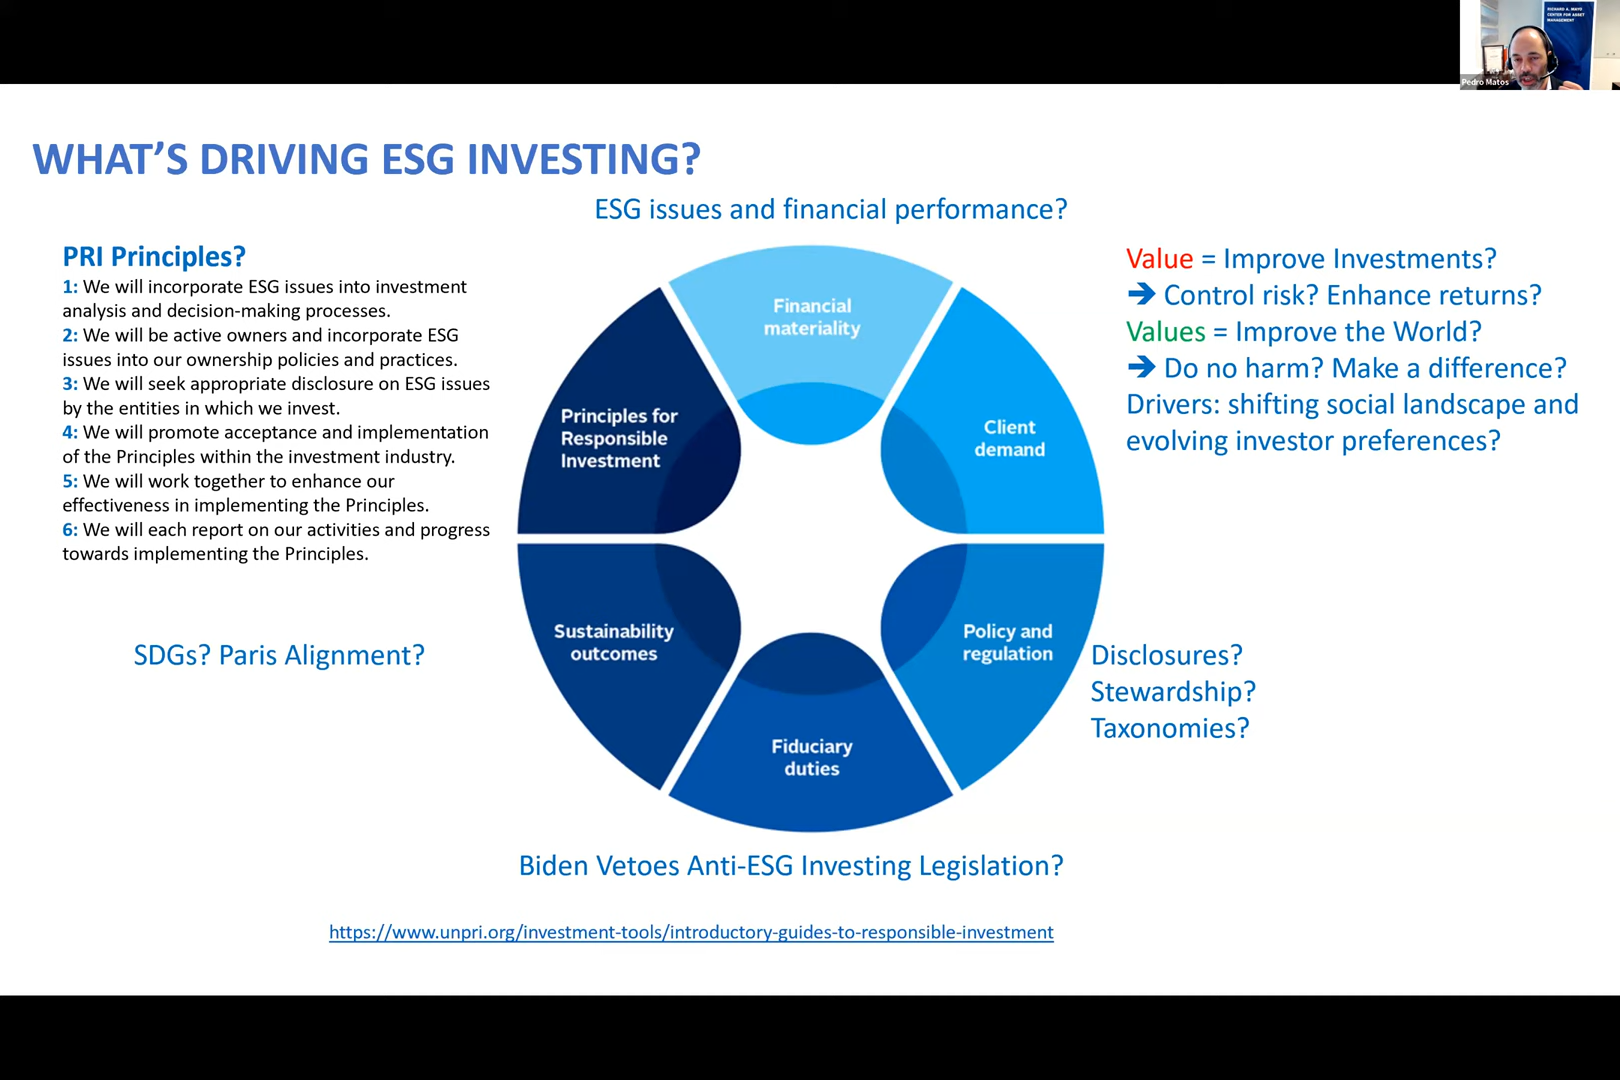 RICHARD A. MAYO
CENTER FOR ASSET
MANAGEMENT
Pedro Matos
WHAT’S DRIVING ESG INVESTING?
ESG issues and financial performance?
PRI Principles?
1: We will incorporate ESG issues into investment
analysis and decision-making processes.
2: We will be active owners and incorporate ESG
issues into our ownership policies and practices.
3: We will seek appropriate disclosure on ESG issues
by the entities in which we invest.
4: We will promote acceptance and implementation
of the Principles within the investment industry.
5: We will work together to enhance our
effectiveness in implementing the Principles.
6: We will each report on our activities and progress
towards implementing the Principles.
Financial
materiality
Principles for
Responsible
Investment
Client
demand
Value = Improve Investments?
➔ Control risk? Enhance returns?
Values = Improve the World?
➔ Do no harm? Make a difference?
Drivers: shifting social landscape and
evolving investor preferences?
SDGs? Paris Alignment?
Sustainability
outcomes
Policy and
regulation
Disclosures?
Stewardship?
Taxonomies?
Fiduciary
duties
Biden Vetoes Anti-ESG Investing Legislation?
https://www.unpri.org/investment-tools/introductory-guides-to-responsible-investment